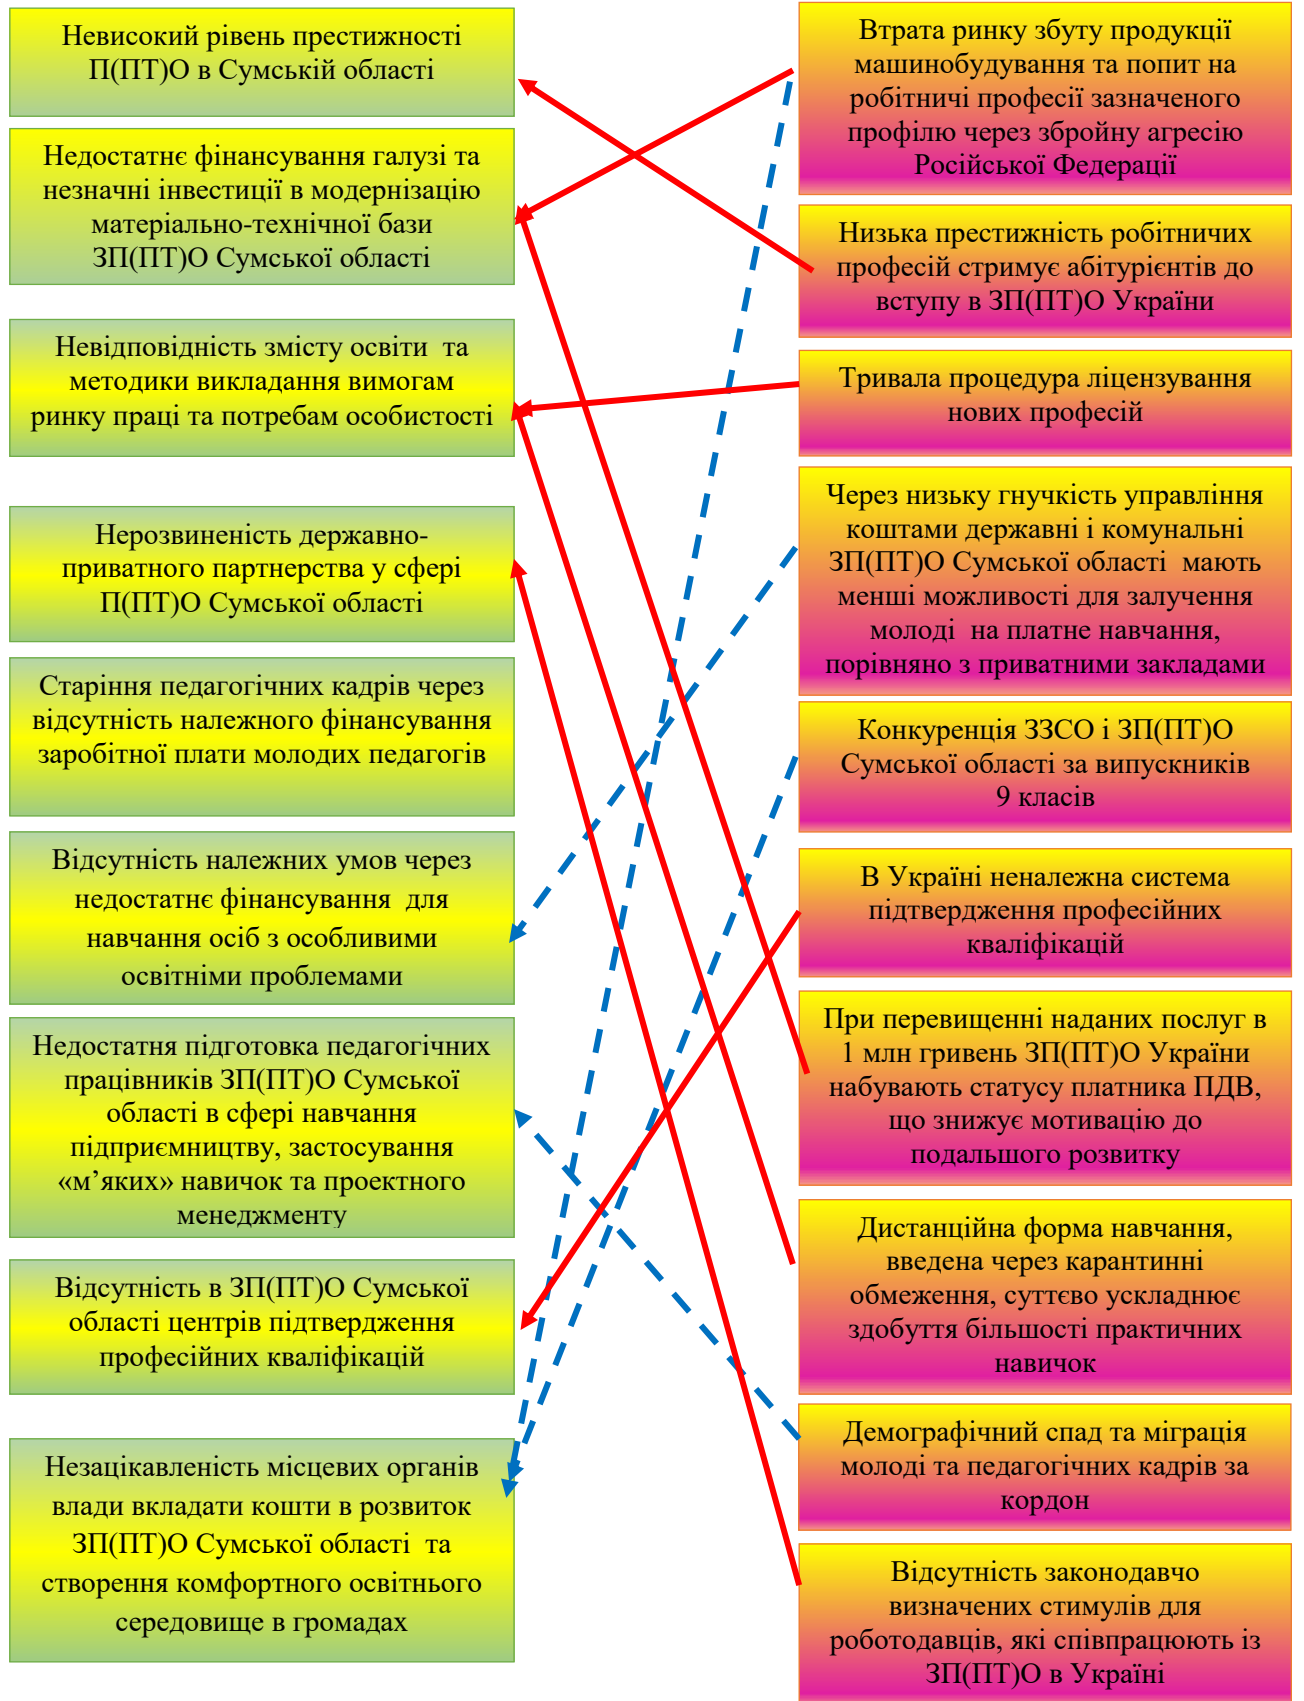 Невисокий рівень престижності
П(ПТ)О в Сумській області
Недостатнє фінансування галузі та
незначні інвестиції в модернізацію
матеріально-технічної бази
ЗП(ПТ)О Сумської області
Невідповідність змісту освіти та
методики викладання вимогам
ринку праці та потребам особистості
Нерозвиненість державно-
приватного партнерства у сфері
П(ПТ)О Сумської області
Старіння педагогічних кадрів через
відсутність належного фінансування
заробітної плати молодих педагогів
Відсутність належних умов через
недостатнє фінансування для
навчання осіб з особливими
освітніми проблемами
Недостатня підготовка педагогічних
працівників ЗП(ПТ)О Сумської
області в сфері навчання
підприємництву, застосування
«м’яких» навичок та проектного
менеджменту
Відсутність в ЗП(ПТ)О Сумської
області центрів підтвердження
професійних кваліфікацій
Незацікавленість місцевих органів
влади вкладати кошти в розвиток
ЗП(ПТ)О Сумської області та
створення комфортного освітнього
середовище в громадах
Втрата ринку збуту продукції
машинобудування та попит на
робітничі професії зазначеного
профілю через збройну агресію
Російської Федерації
Низька престижність робітничих
професій стримує абітурієнтів до
вступу в ЗП(ПТ)О України
Тривала процедура ліцензування
нових професій
Через низьку гнучкість управління
коштами державні і комунальні
ЗП(ПТ)О Сумської області мають
менші можливості для залучення
молоді на платне навчання,
порівняно з приватними закладами
Конкуренція ЗЗСО і ЗП(ПТ)О
Сумської області за випускників
9 класів
В Україні неналежна система
підтвердження професійних
кваліфікацій
При перевищенні наданих послуг в
1 млн гривень ЗП(ПТ)О України
набувають статусу платника ПДВ,
що знижує мотивацію до
подальшого розвитку
Дистанційна форма навчання,
введена через карантинні
обмеження, суттєво ускладнює
здобуття більшості практичних
навичок
Демографічний спад та міграція
молоді та педагогічних кадрів за
кордон
Відсутність законодавчо
визначених стимулів для
роботодавців, які співпрацюють із
ЗП(ПТ)О в Україні